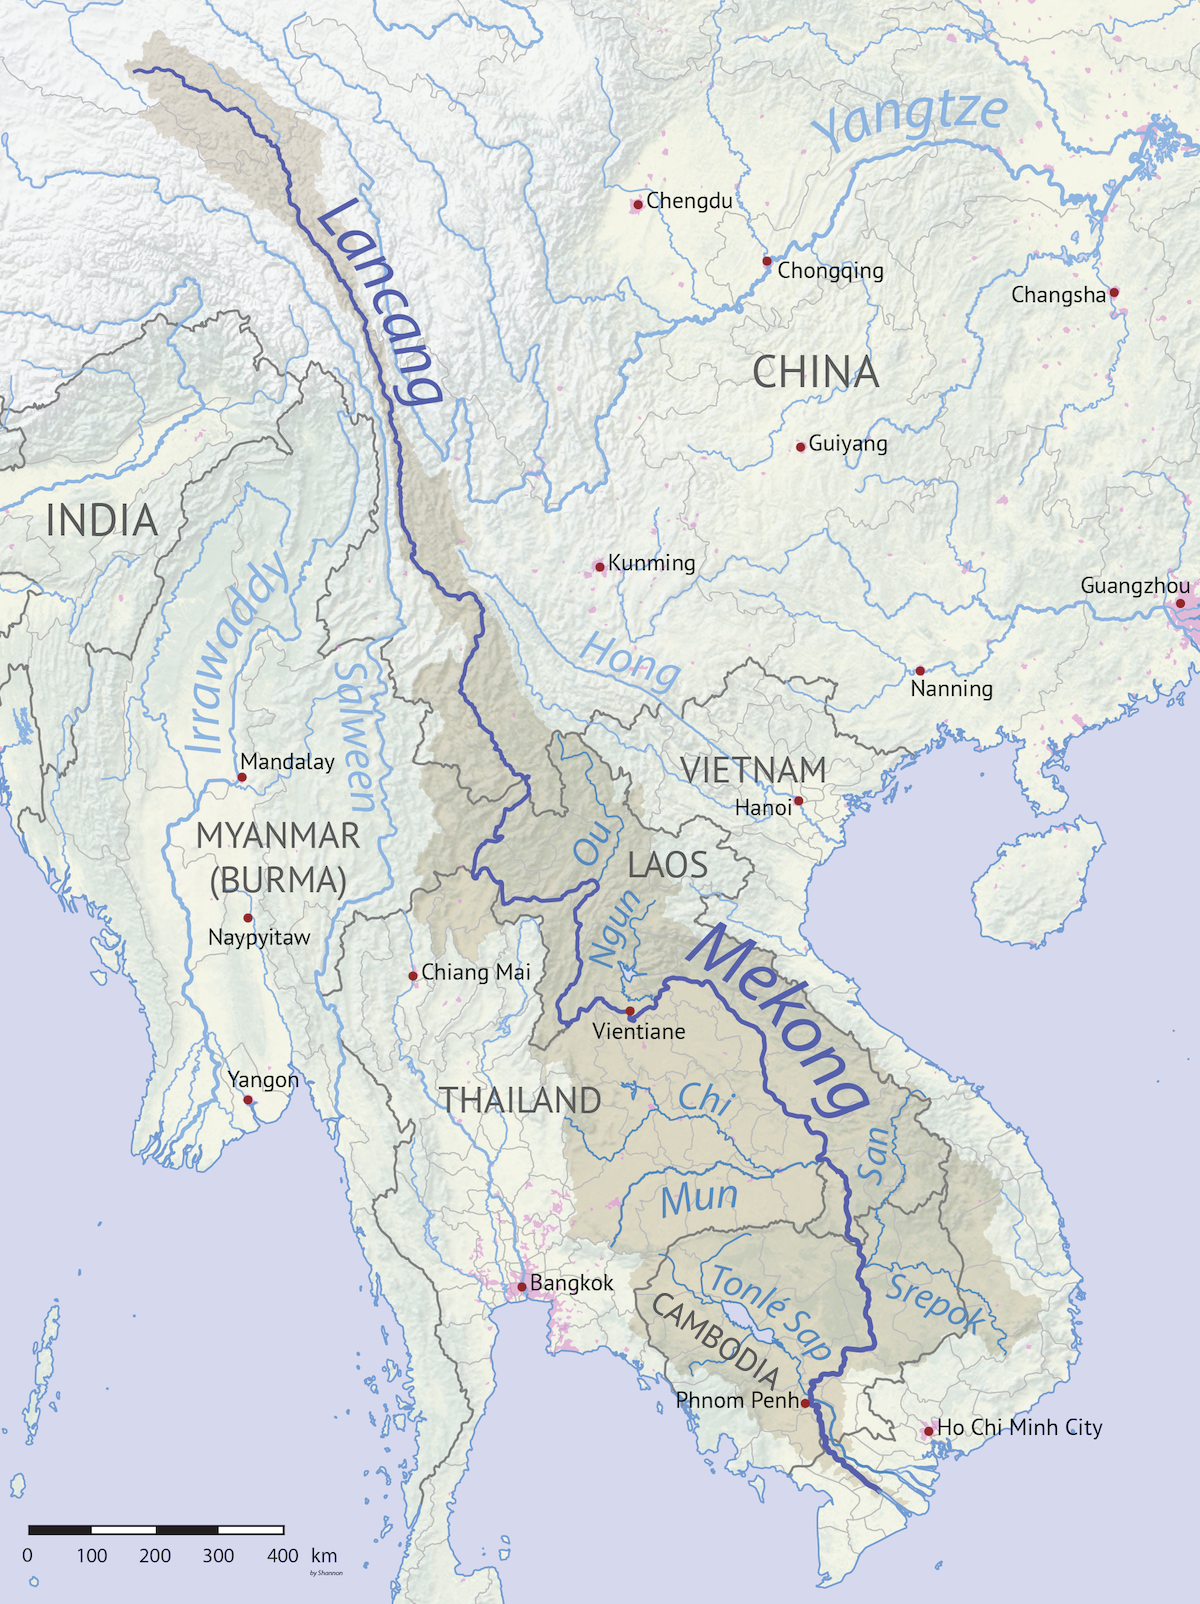 Yangtze
Chengdu
Chongqing
Changsha
Lancang
CHINA
Guiyang
INDIA
Kunming
Guangzhou
Irrawaddy
Hong
Salween
Nanning
Mandalay
VIETNAM
Hanoi
MYANMAR
(BURMA)
Ou
LAOS
Naypyitaw
Ngun
Mekong
Chiang Mai
Vientiane
Yangon
THAILAND
Chi
San
Mun
Bangkok
Tonlé Sap
Srepok
CAMBODIA
Phnom Penh
Ho Chi Minh City
0 100 200 300 400 km
by Shannon